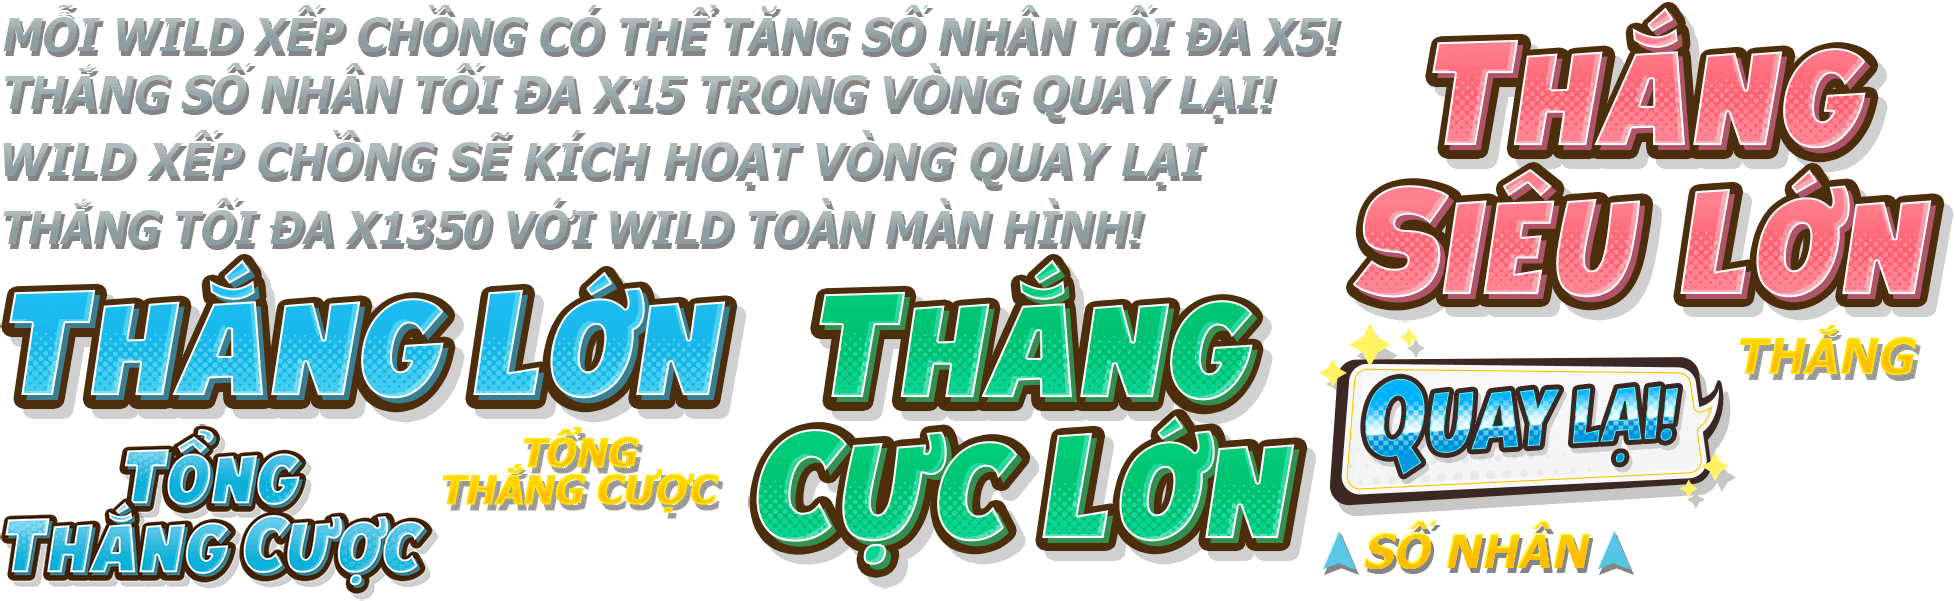 MỖI WILD XẾP CHỒNG CÓ THỂ TĂNG SỐ NHÂN TỐI ĐA X5!
THẮNG SỐ NHÂN TỐI ĐA X15 TRONG VÒNG QUAY LẠI!
WILD XẾP CHỒNG SẼ KÍCH HOẠT VÒNG QUAY LẠI
THẮNG TỐI ĐA X1350 VỚI WILD TOÀN MÀN HÌNH!
THẮNG
SIÊU LỚN
THẮNG LỚN
THẮNG
CỰC LỚN
THẮNG
QUAY LẠI!
TỔNG
THẮNG CƯỢC
TỔNG
THẮNG CƯỢC
SỐ NHÂN